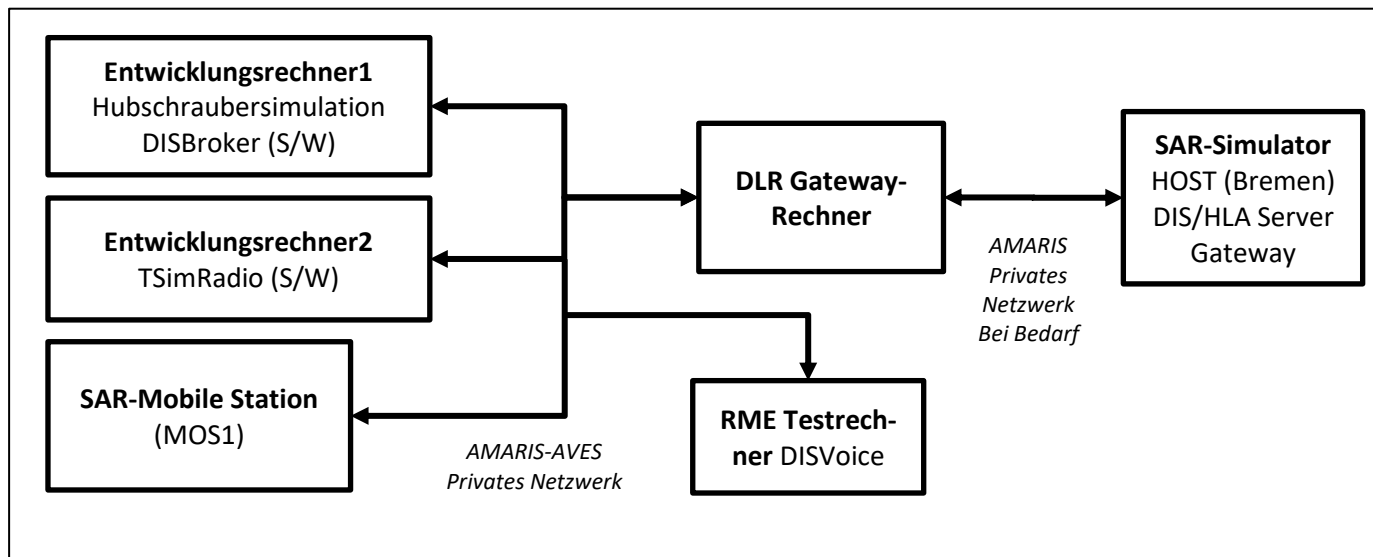 Entwicklungsrechner1
Hubschraubersimulation
DISBroker (S/W)
Entwicklungsrechner2
TSimRadio (S/W)
SAR-Mobile Station
(MOS1)
AMARIS-AVES
Privates Netzwerk
DLR Gateway-
Rechner
RME Testrech-
ner DISVoice
AMARIS
Privates
Netzwerk
Bei Bedarf
SAR-Simulator
HOST (Bremen)
DIS/HLA Server
Gateway